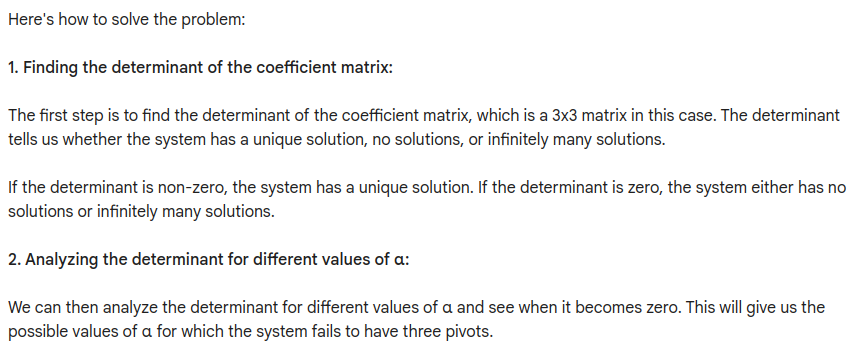 Here's how to solve the problem:
1. Finding the determinant of the coefficient matrix:
The first step is to find the determinant of the coefficient matrix, which is a 3x3 matrix in this case. The determinant
tells us whether the system has a unique solution, no solutions, or infinitely many solutions.
If the determinant is non-zero, the system has a unique solution. If the determinant is zero, the system either has no
solutions or infinitely many solutions.
2. Analyzing the determinant for different values of α:
We can then analyze the determinant for different values of α and see when it becomes zero. This will give us the
possible values of α for which the system fails to have three pivots.